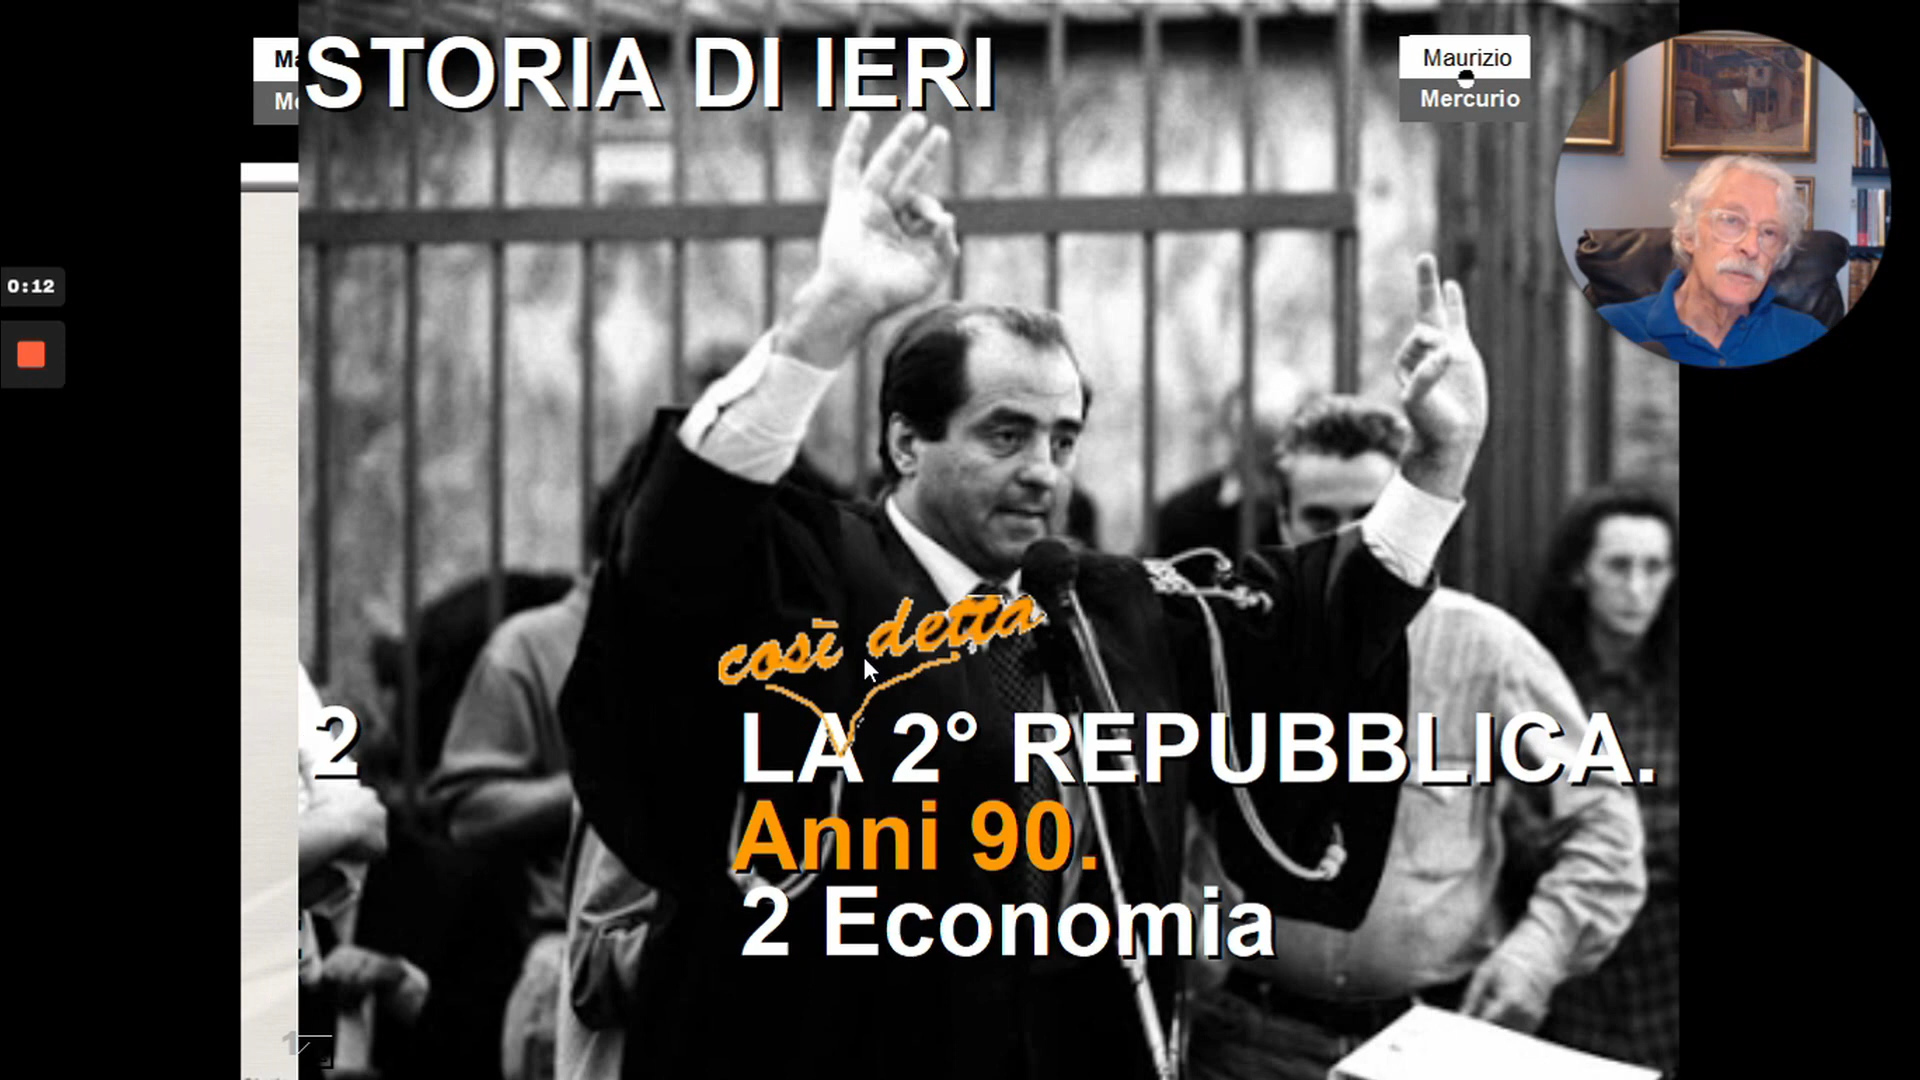 STORIA DI IERI
Maurizio
Mercurio
0:12
così detta
2
LA 2° REPUBBLICA.
Anni 90.
2 Economia